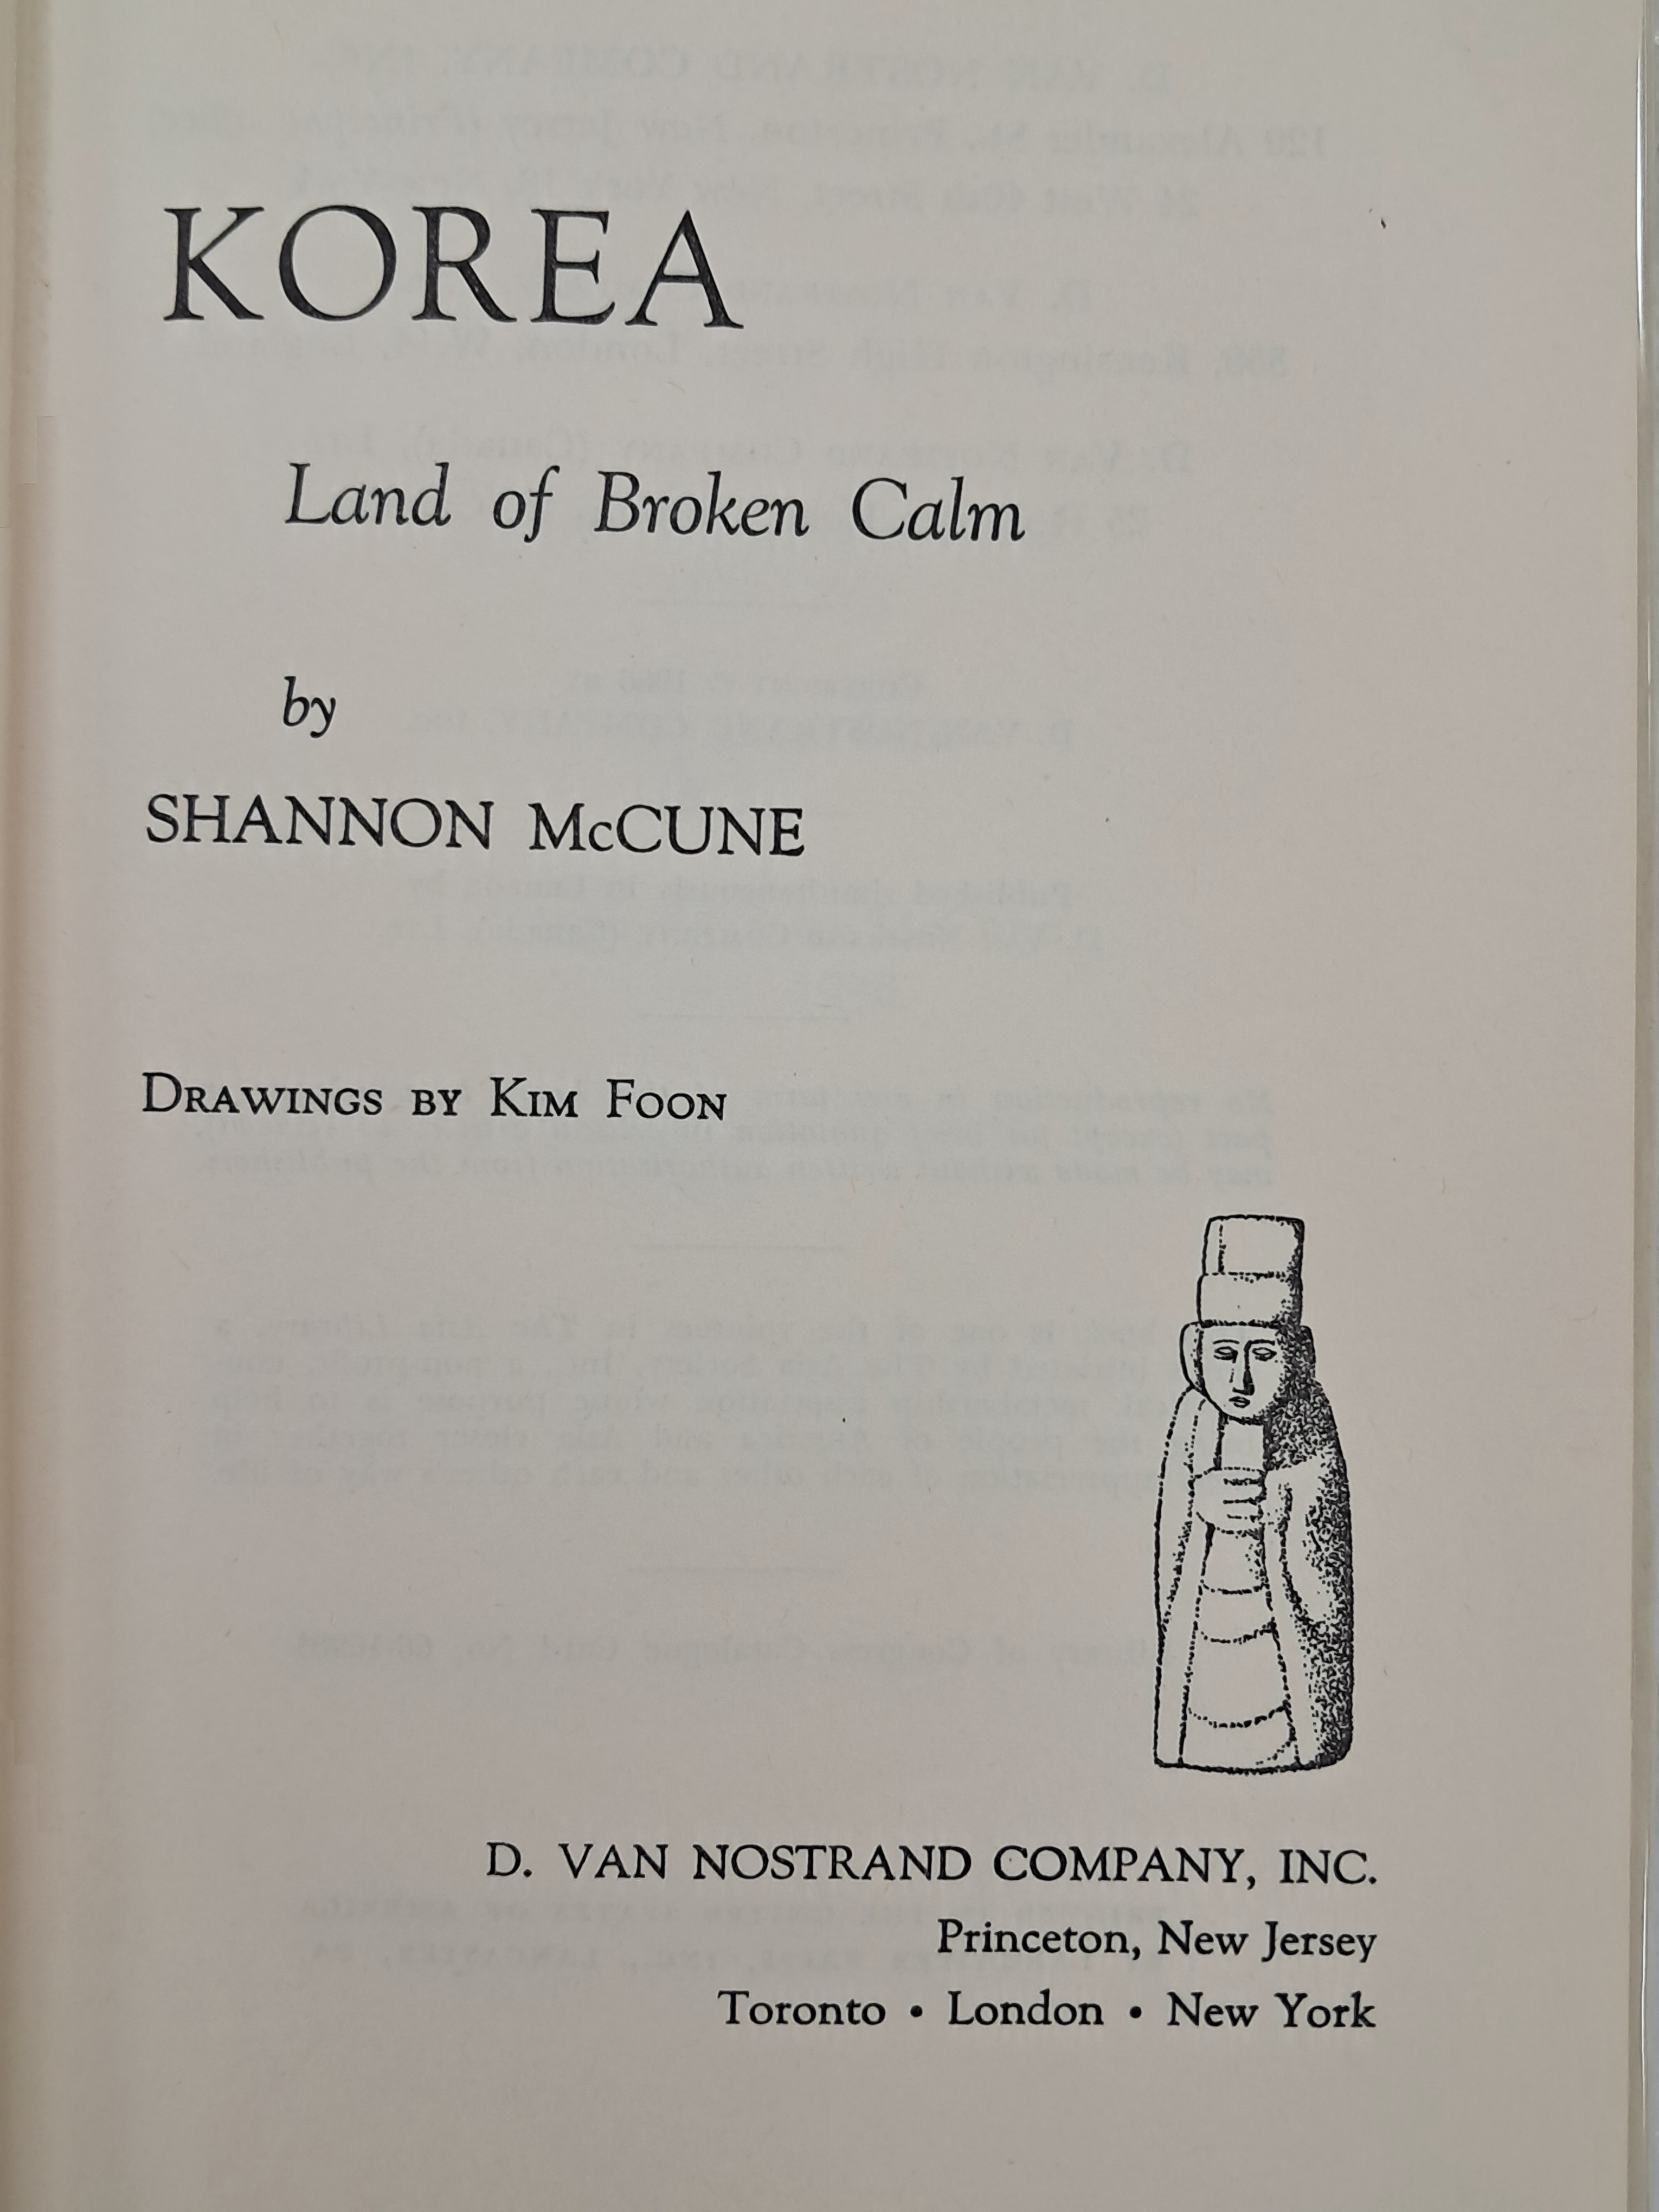 KOREA
Land of Broken Calm
by
SHANNON McCUNE
DRAWINGS BY KIM FOON
D. VAN NOSTRAND COMPANY, INC.
Princeton, New Jersey
Toronto • London • New York